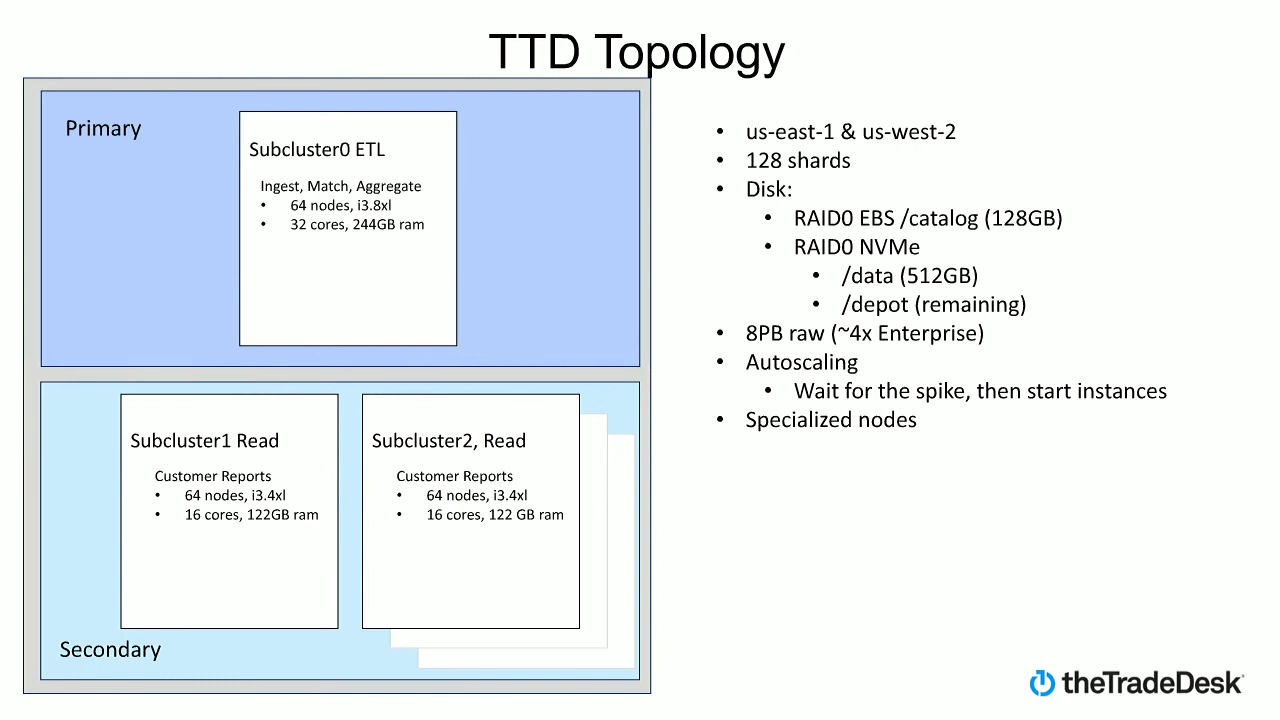 TTD Topology
Primary
Subcluster0 ETL
Ingest, Match, Aggregate
• 64 nodes, i3.8xl
• 32 cores, 244GB ram
Subcluster1 Read
Customer Reports
• 64 nodes, i3.4xl
• 16 cores, 122GB ram
Subcluster2, Read
Customer Reports
• 64 nodes, i3.4xl
• 16 cores, 122 GB ram
Secondary
• us-east-1 & us-west-2
• 128 shards
• Disk:
• RAID0 EBS /catalog (128GB)
• RAID0 NVMe
• /data (512GB)
• /depot (remaining)
• 8PB raw (~4x Enterprise)
• Autoscaling
• Wait for the spike, then start instances
• Specialized nodes
theTradeDesk